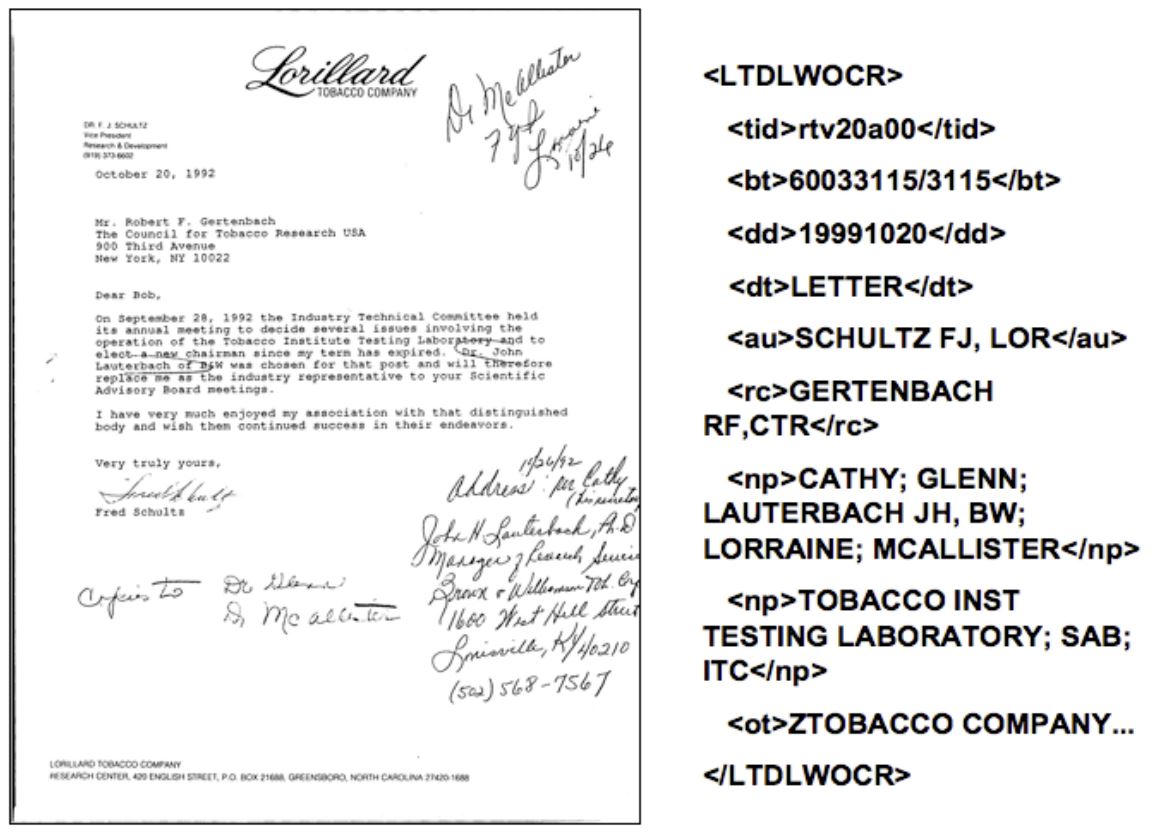 Lorillard
TOBACCO COMPANY
Dr McAllister
FYI
Lorraine
10/26
DR. F. J. SCHULTZ
Vice President
Research & Development
(919) 373-6602
October 20, 1992
Mr. Robert F. Gertenbach
The Council for Tobacco Research USA
900 Third Avenue
New York, NY 10022
Dear Bob,
On September 28, 1992 the Industry Technical Committee held
its annual meeting to decide several issues involving the
operation of the Tobacco Institute Testing Laboratory and to
elect a new chairman since my term has expired. Dr. John
Lauterbach of B&W was chosen for that post and will therefore
replace me as the industry representative to your Scientific
Advisory Board meetings.
I have very much enjoyed my association with that distinguished
body and wish them continued success in their endeavors.
Very truly yours,
Fred Schultz
Fred Schultz
10/26/92
Address: per Cathy
John H Lauterbach, Ph.D
Manager of Research Servic
Brown & Williamson Tob. Corp
1600 West Hill Street
Louisville, KY 40210
(502) 568-7567
Copies to Dr Glenn
Dr McAllister
LORILLARD TOBACCO COMPANY
RESEARCH CENTER, 420 ENGLISH STREET, P.O. BOX 21688, GREENSBORO, NORTH CAROLINA 27420-1688
<LTDLWOCR>
<tid>rtv20a00</tid>
<bt>60033115/3115</bt>
<dd>19991020</dd>
<dt>LETTER</dt>
<au>SCHULTZ FJ, LOR</au>
<rc>GERTENBACH
RF,CTR</rc>
<np>CATHY; GLENN;
LAUTERBACH JH, BW;
LORRAINE; MCALLISTER</np>
<np>TOBACCO INST
TESTING LABORATORY; SAB;
ITC</np>
<ot>ZTOBACCO COMPANY...
</LTDLWOCR>